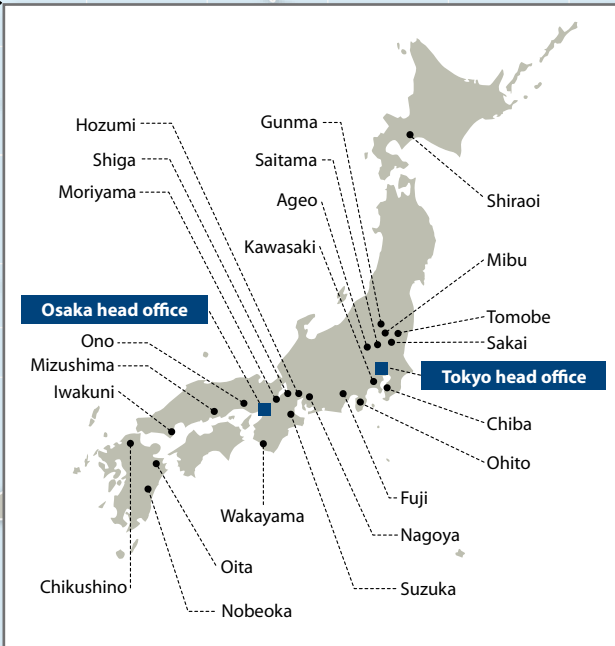 Hozumi
Shiga
Moriyama
Gunma
Saitama
Ageo
Kawasaki
Shiraoi
Mibu
Tomobe
Sakai
Osaka head office
Ono
Mizushima
Iwakuni
Tokyo head office
Chiba
Ohito
Fuji
Wakayama
Nagoya
Oita
Chikushino
Suzuka
Nobeoka